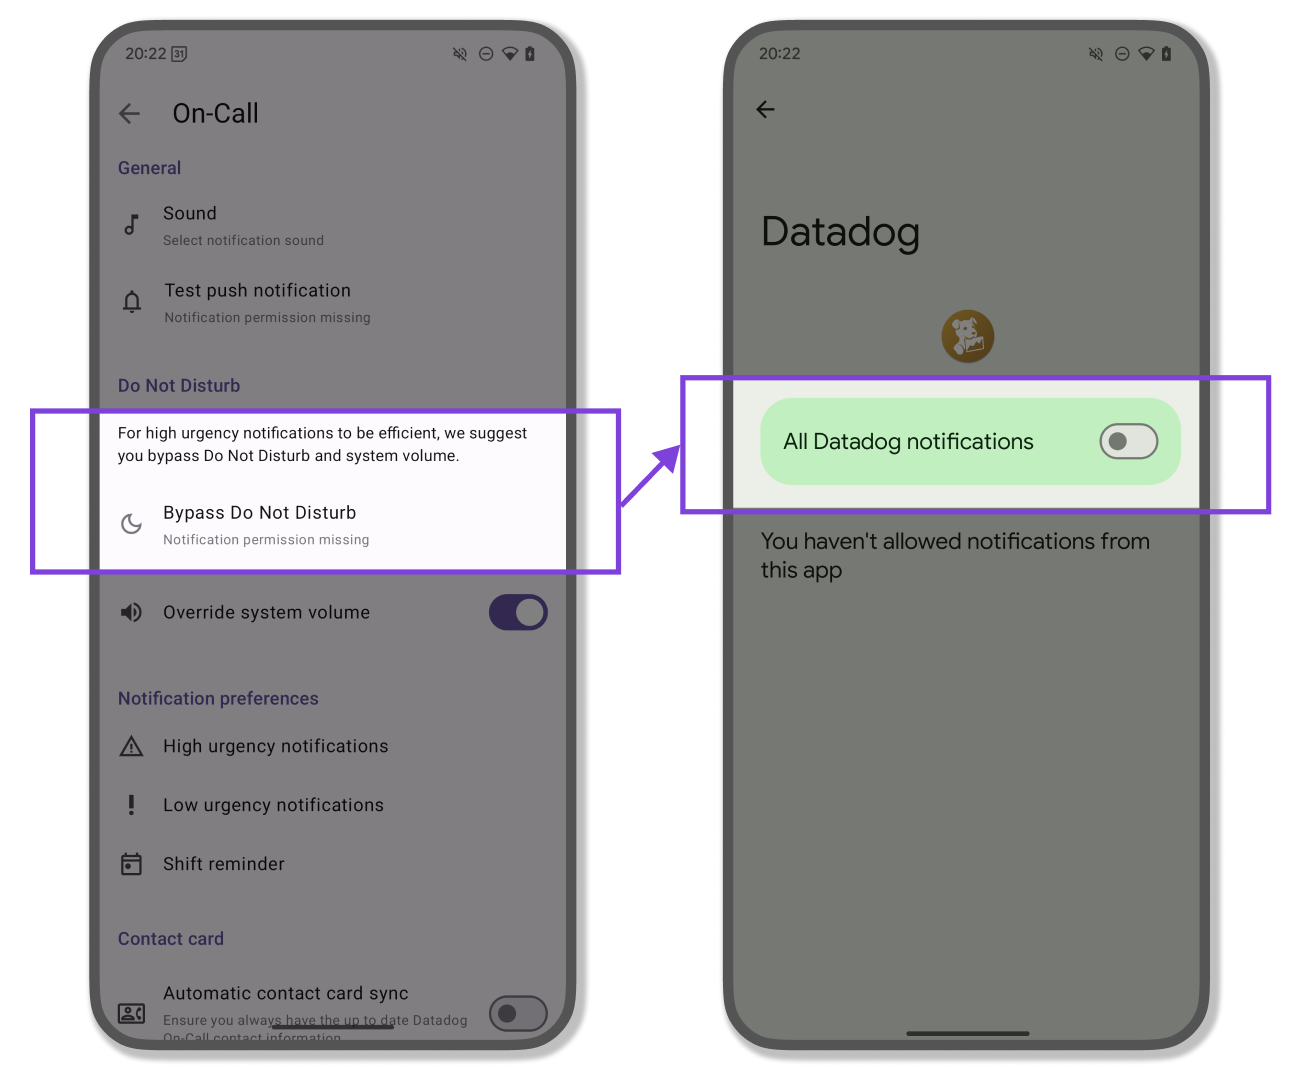 20:22 31
On-Call
General
Sound
Select notification sound
Test push notification
Notification permission missing
Do Not Disturb
For high urgency notifications to be efficient, we suggest
you bypass Do Not Disturb and system volume.
Bypass Do Not Disturb
Notification permission missing
Override system volume
Notification preferences
High urgency notifications
Low urgency notifications
Shift reminder
Contact card
Automatic contact card sync
Ensure you always have the up to date Datadog
On-Call contact information
20:22
Datadog
All Datadog notifications
You haven't allowed notifications from
this app